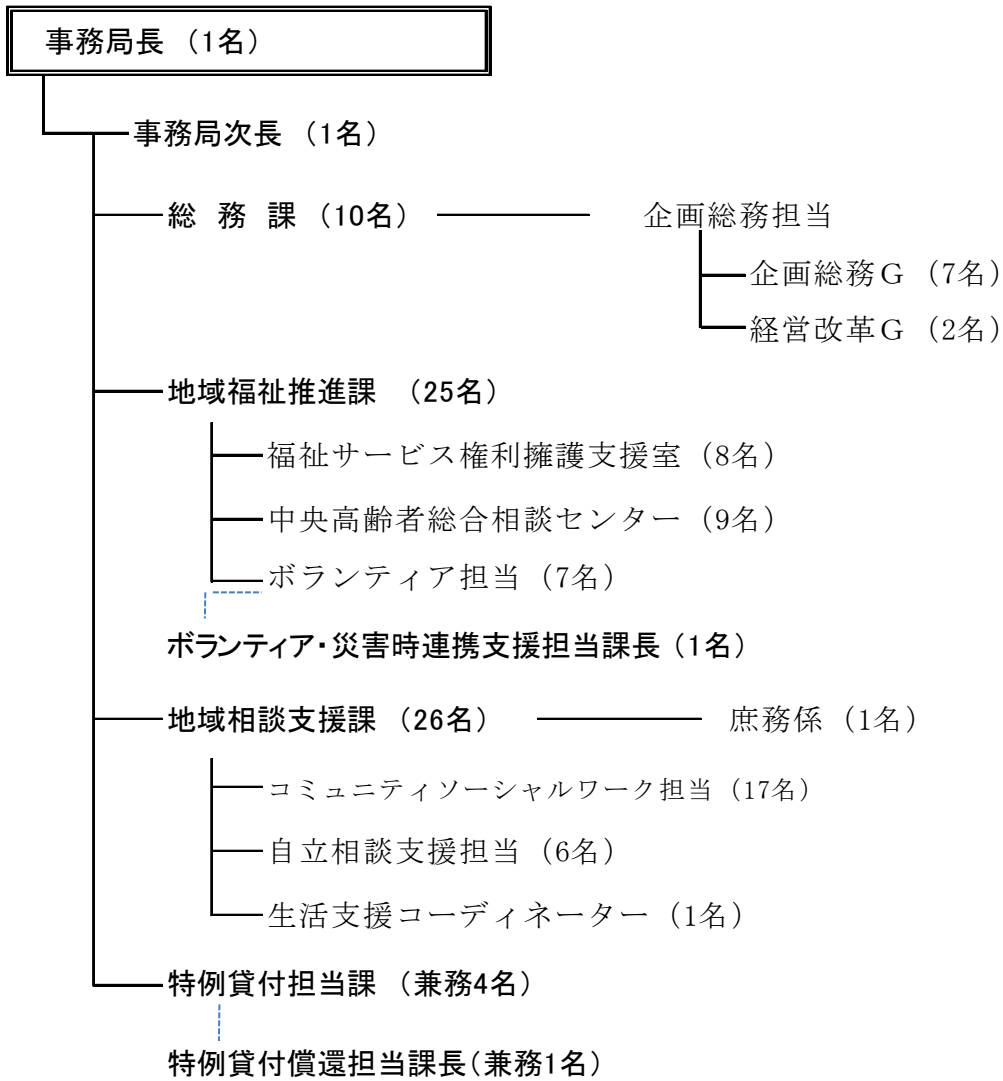 事務局長 (1名)
事務局次長 (1名)
総 務 課 (10名) 企画総務担当
企画総務G (7名)
経営改革G (2名)
地域福祉推進課 (25名)
福祉サービス権利擁護支援室 (8名)
中央高齢者総合相談センター (9名)
ボランティア担当 (7名)
ボランティア・災害時連携支援担当課長 (1名)
地域相談支援課 (26名) 庶務係 (1名)
コミュニティソーシャルワーク担当 (17名)
自立相談支援担当 (6名)
生活支援コーディネーター (1名)
特例貸付担当課 (兼務4名)
特例貸付償還担当課長(兼務1名)